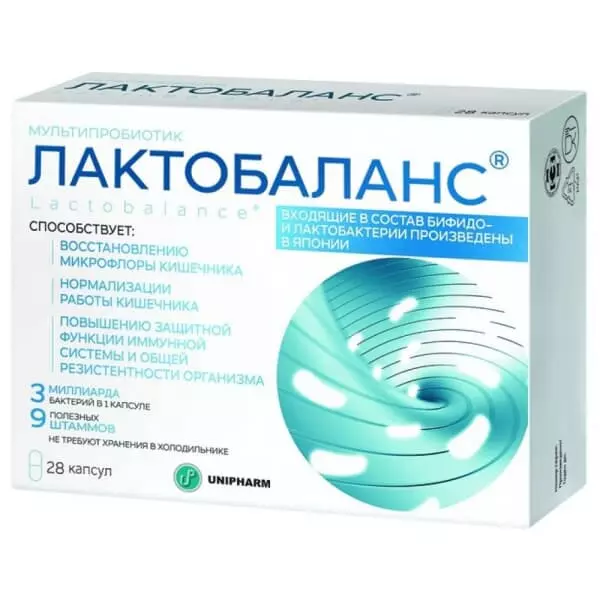 ЛАКТОБАЛАНС®
28 капсул
МУЛЬТИПРОБИОТИК
ЛАКТОБАЛАНС®
Lactobalance®
ВХОДЯЩИЕ В СОСТАВ БИФИДО-
И ЛАКТОБАКТЕРИИ ПРОИЗВЕДЕНЫ
В ЯПОНИИ
СПОСОБСТВУЕТ:
ВОССТАНОВЛЕНИЮ
МИКРОФЛОРЫ КИШЕЧНИКА
НОРМАЛИЗАЦИИ
РАБОТЫ КИШЕЧНИКА
ПОВЫШЕНИЮ ЗАЩИТНОЙ
ФУНКЦИИ ИММУННОЙ
СИСТЕМЫ И ОБЩЕЙ
РЕЗИСТЕНТНОСТИ ОРГАНИЗМА
3 МИЛЛИАРДА
БАКТЕРИЙ В 1 КАПСУЛЕ
9 ПОЛЕЗНЫХ
ШТАММОВ
НЕ ТРЕБУЮТ ХРАНЕНИЯ В ХОЛОДИЛЬНИКЕ
28 капсул
UNIPHARM